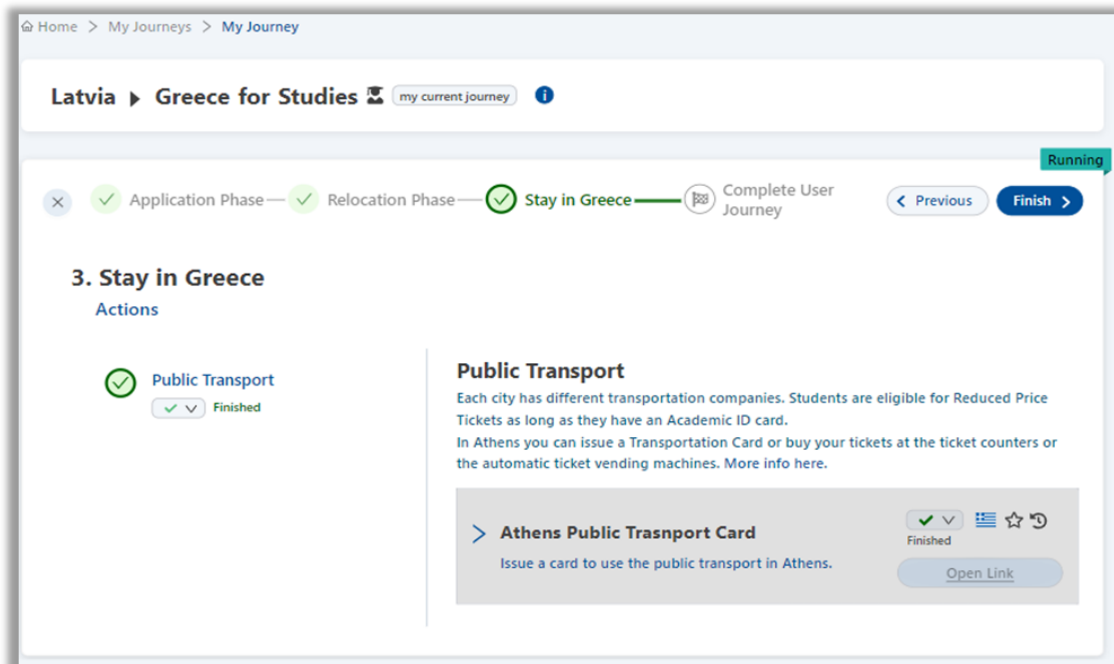 Home > My Journeys > My Journey
Latvia ▸ Greece for Studies my current journey i
Running
Application Phase Relocation Phase Stay in Greece Complete User Journey Previous Finish
3. Stay in Greece
Actions
Public Transport
Finished
Public Transport
Each city has different transportation companies. Students are eligible for Reduced Price
Tickets as long as they have an Academic ID card.
In Athens you can issue a Transportation Card or buy your tickets at the ticket counters or
the automatic ticket vending machines. More info here.
Athens Public Trasnport Card
Finished
Issue a card to use the public transport in Athens.
Open Link